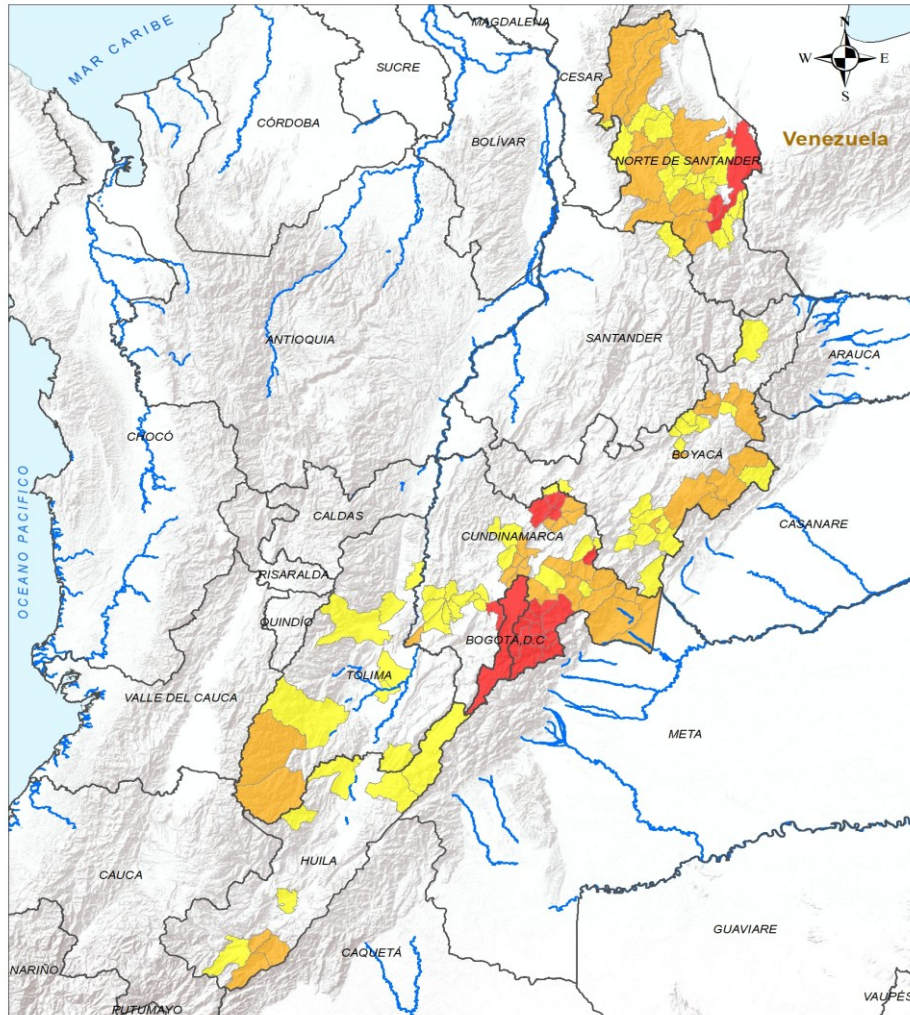 MAGDALENA
N
MAR CARIBE
W
E
SUCRE
CESAR
S
CÓRDOBA
BOLÍVAR
Venezuela
NORTE DE SANTANDER
ANTIOQUIA
SANTANDER
ARAUCA
CHOCÓ
BOYACÁ
OCEANO PACIFICO
CALDAS
CASANARE
CUNDINAMARCA
RISARALDA
QUINDÍO
BOGOTÁ, D.C
TOLIMA
VALLE DEL CAUCA
META
HUILA
CAUCA
GUAVIARE
CAQUETÁ
NARIÑO
VAUPÉS
PUTUMAYO